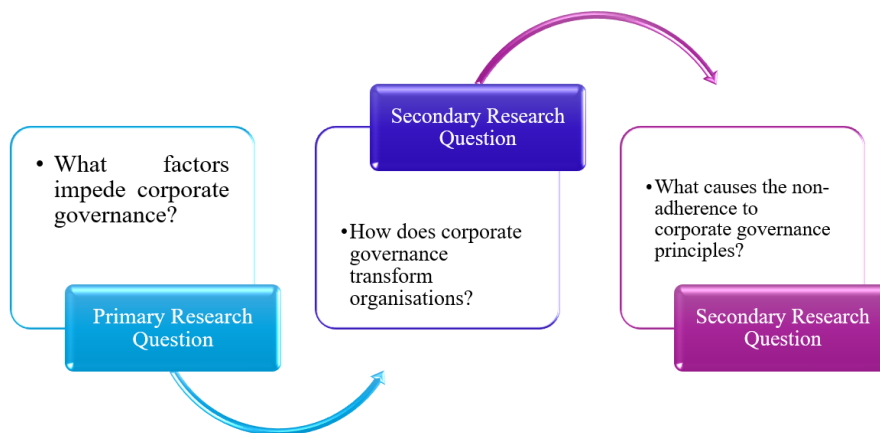 • What factors
impede corporate
governance?
Primary Research
Question
Secondary Research
Question
•How does corporate
governance
transform
organisations?
•What causes the non-
adherence to
corporate governance
principles?
Secondary Research
Question